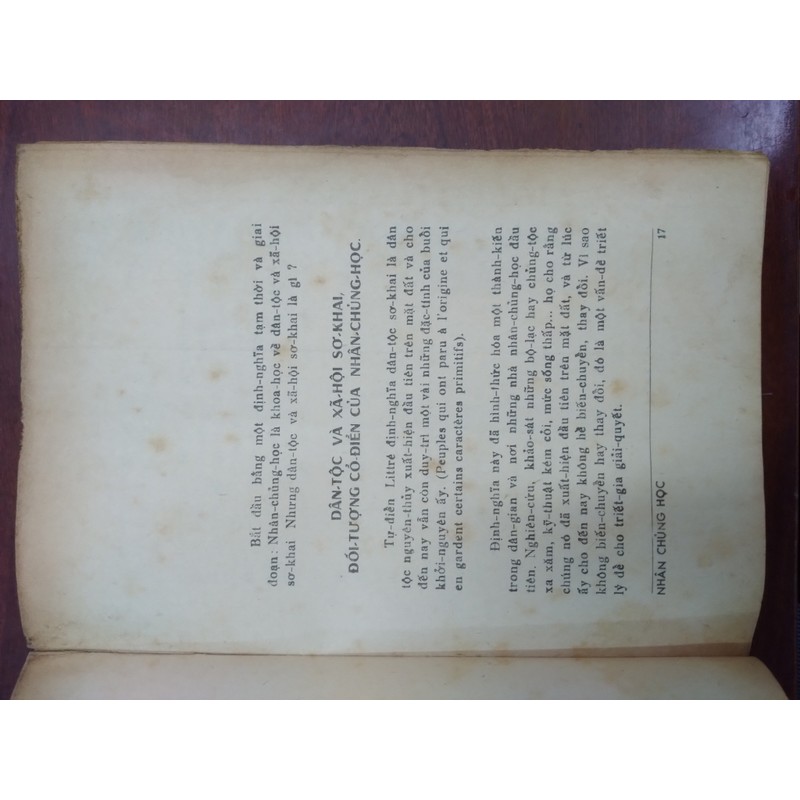 Bắt đầu bằng một định-nghĩa tạm thời và giai
đoạn: Nhân-chủng-học là khoa-học về dân-tộc và xã-hội
sơ-khai Nhưng dân-tộc và xã-hội sơ-khai là gì ?
DÂN-TỘC VÀ XÃ-HỘI SƠ-KHAI,
ĐỐI-TƯỢNG CỔ-ĐIỂN CỦA NHÂN-CHỦNG-HỌC.
Tự-điển Littré định-nghĩa dân-tộc sơ-khai là dân
tộc nguyên-thủy xuất-hiện đầu tiên trên mặt đất và cho
đến nay vẫn còn duy-trì một vài những đặc-tính của buổi
khởi-nguyên ấy. (Peuples qui ont paru à l'origine et qui
en gardent certains caractères primitifs).
Định-nghĩa này đã hình-thức hóa một thành-kiến
trong dân-gian và nơi những nhà nhân-chủng-học đầu
tiên. Nghiên-cứu, khảo-sát những bộ-lạc hay chủng-tộc
xa xăm, kỹ-thuật kém cỏi, mức sống thấp... họ cho rằng
chúng nó đã xuất-hiện đầu tiên trên mặt đất, và từ lúc
ấy cho đến nay không hề biến-chuyển, thay đổi. Vì sao
không biến-chuyển hay thay đổi, đó là một vấn-đề triết
lý để cho triết-gia giải-quyết.
NHÂN CHỦNG HỌC 17